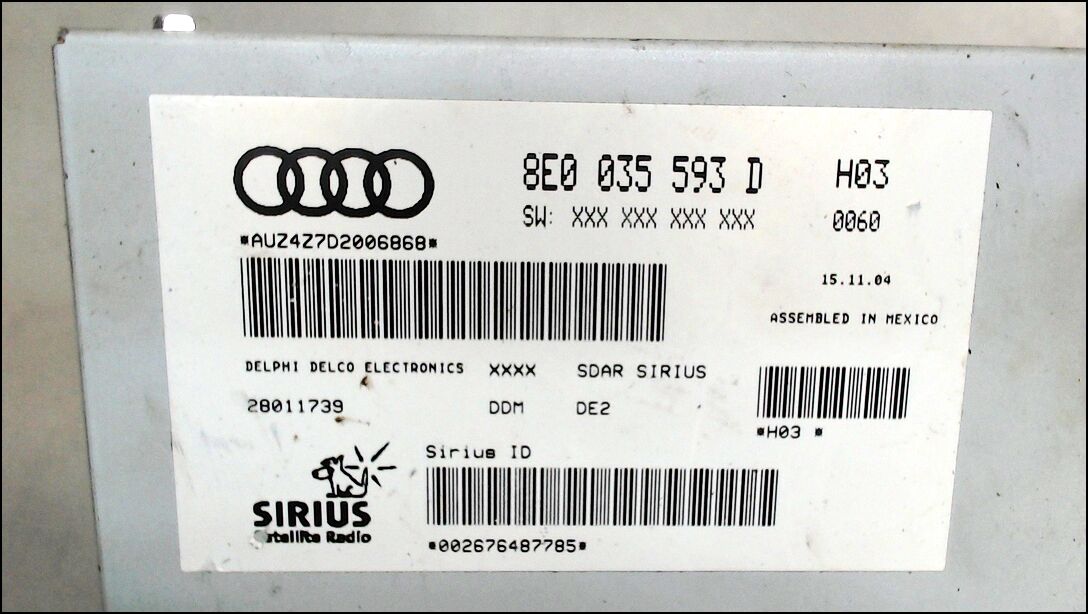 8E0 035 593 D H03
SW: XXX XXX XXX XXX 0060
*AUZ4Z7D2006868*
15.11.04
ASSEMBLED IN MEXICO
DELPHI DELCO ELECTRONICS XXXX SDAR SIRIUS
28011739 DDM DE2
*H03 *
Sirius ID
SIRIUS
Satellite Radio
*002676487785*